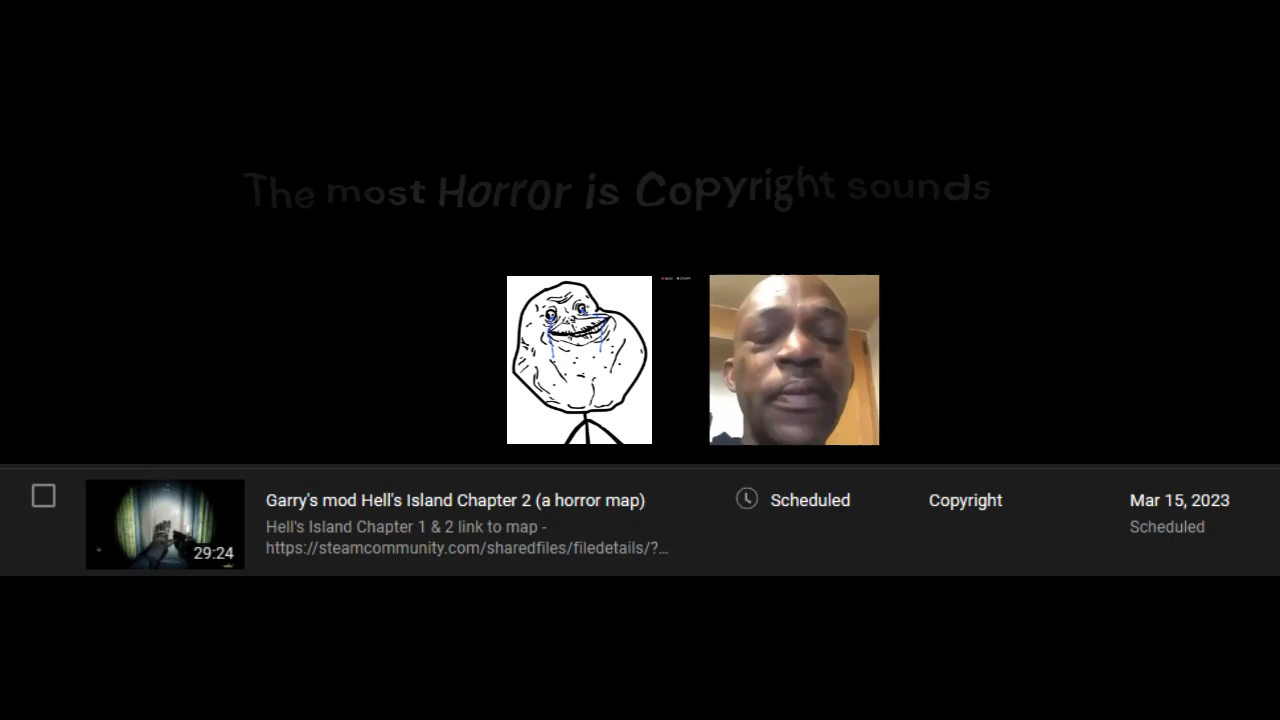 The most Horror is Copyright sounds
Garry's mod Hell's Island Chapter 2 (a horror map)
Scheduled
Copyright
Mar 15, 2023
Hell's Island Chapter 1 & 2 link to map -
Scheduled
https://steamcommunity.com/sharedfiles/filedetails/?...
29:24